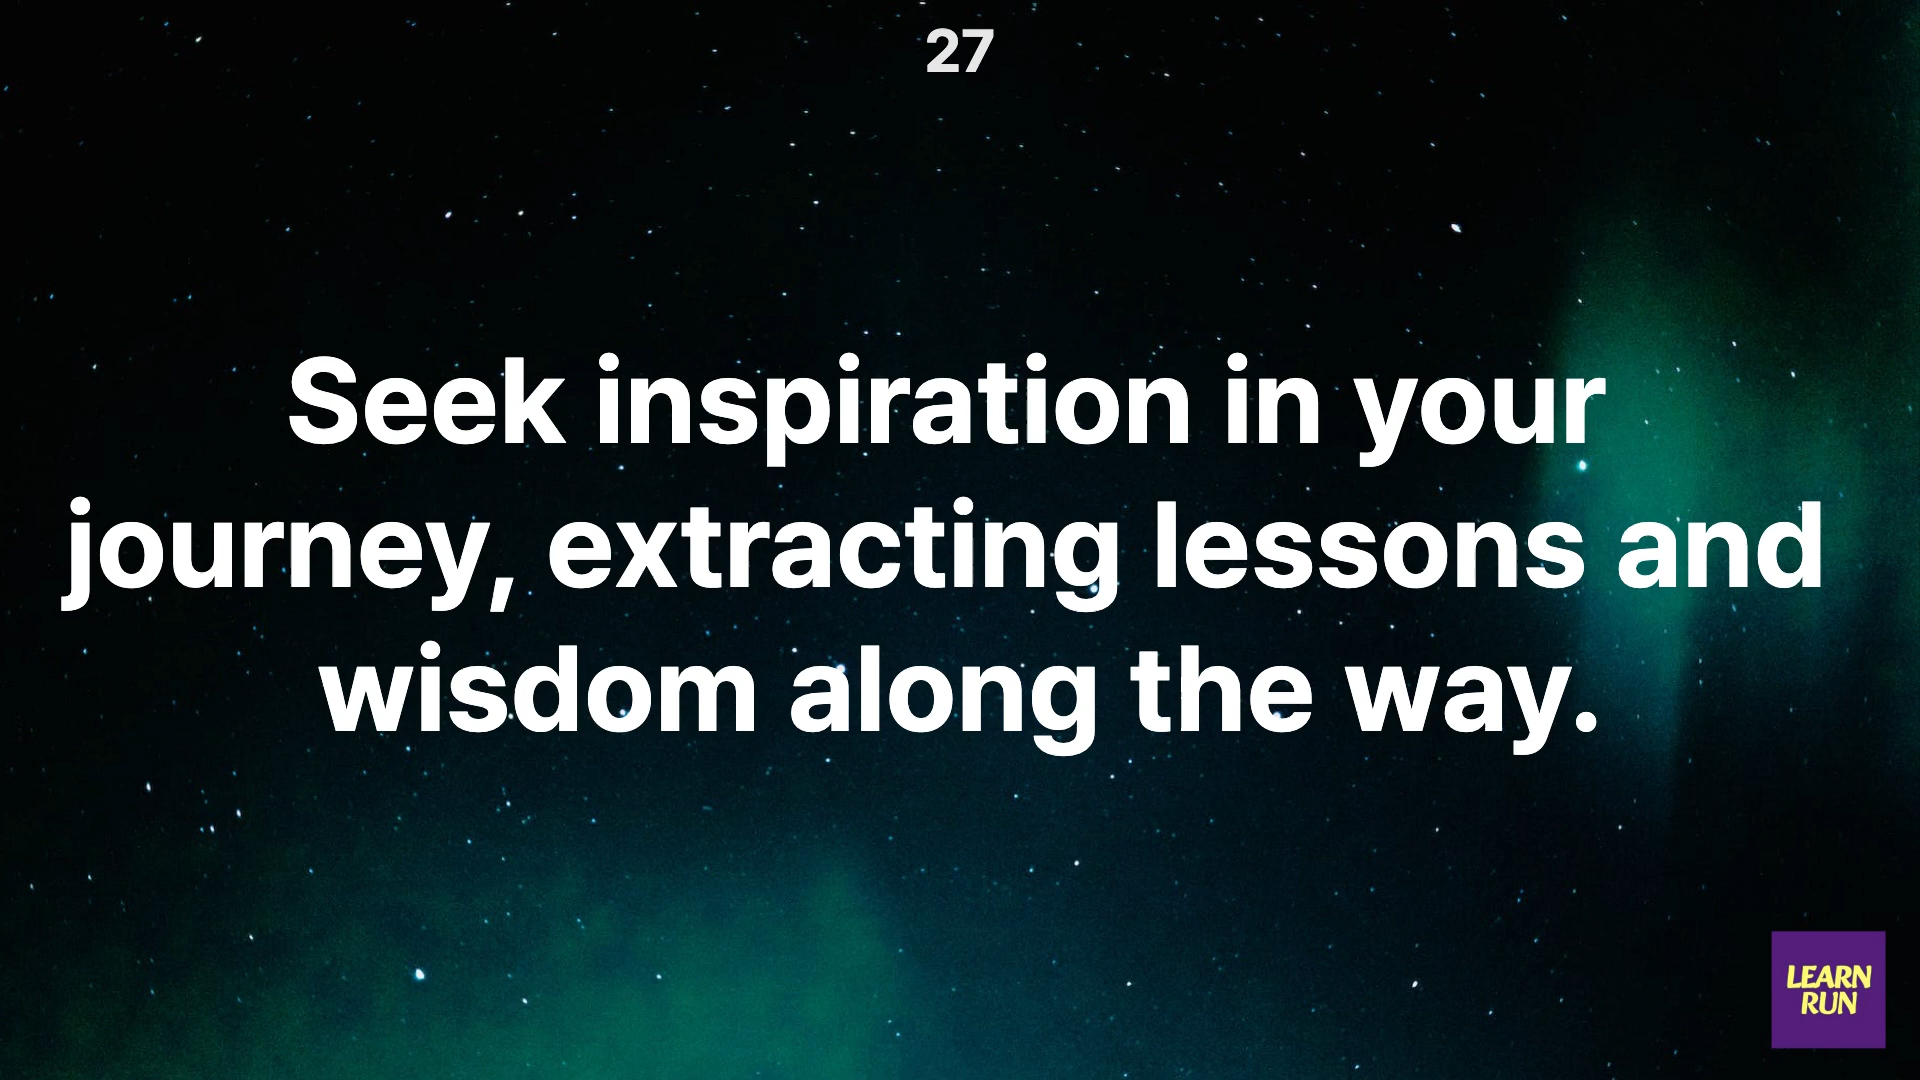 27
Seek inspiration in your
journey, extracting lessons and
wisdom along the way.
LEARN
RUN